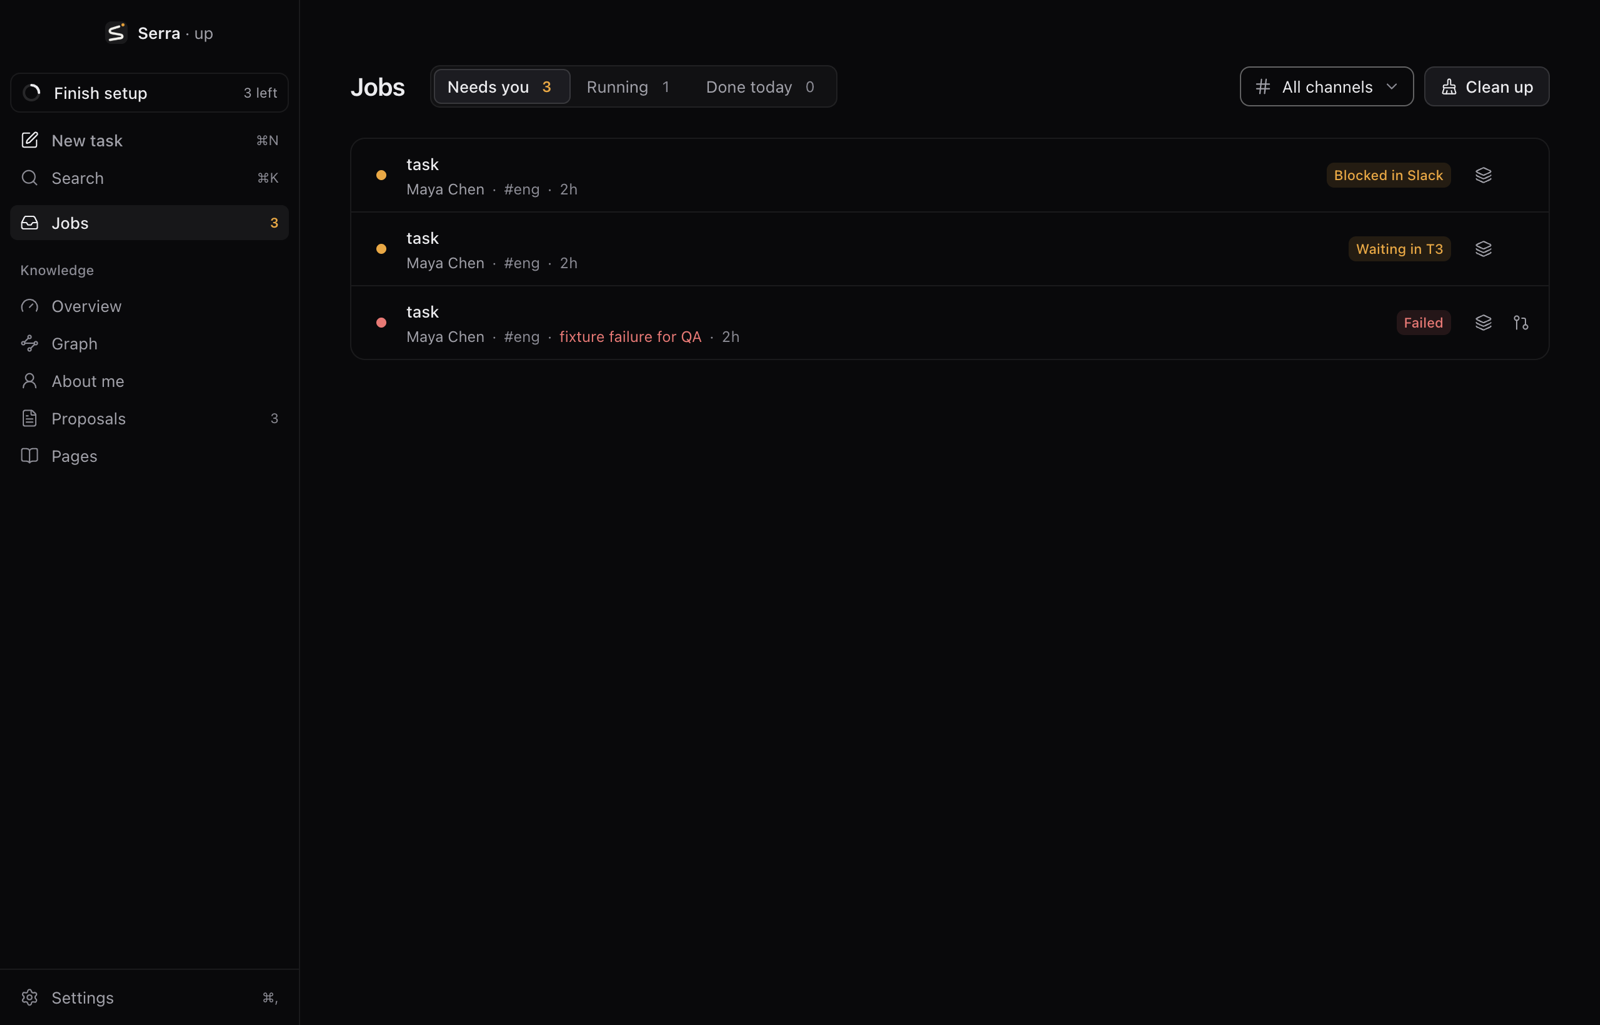 Serra · up
Finish setup 3 left
New task ⌘N
Search ⌘K
Jobs 3
Knowledge
Overview
Graph
About me
Proposals 3
Pages
Settings ⌘,
Jobs Needs you 3 Running 1 Done today 0 All channels Clean up
task
Maya Chen · #eng · 2h
Blocked in Slack
task
Maya Chen · #eng · 2h
Waiting in T3
task
Maya Chen · #eng · fixture failure for QA · 2h
Failed